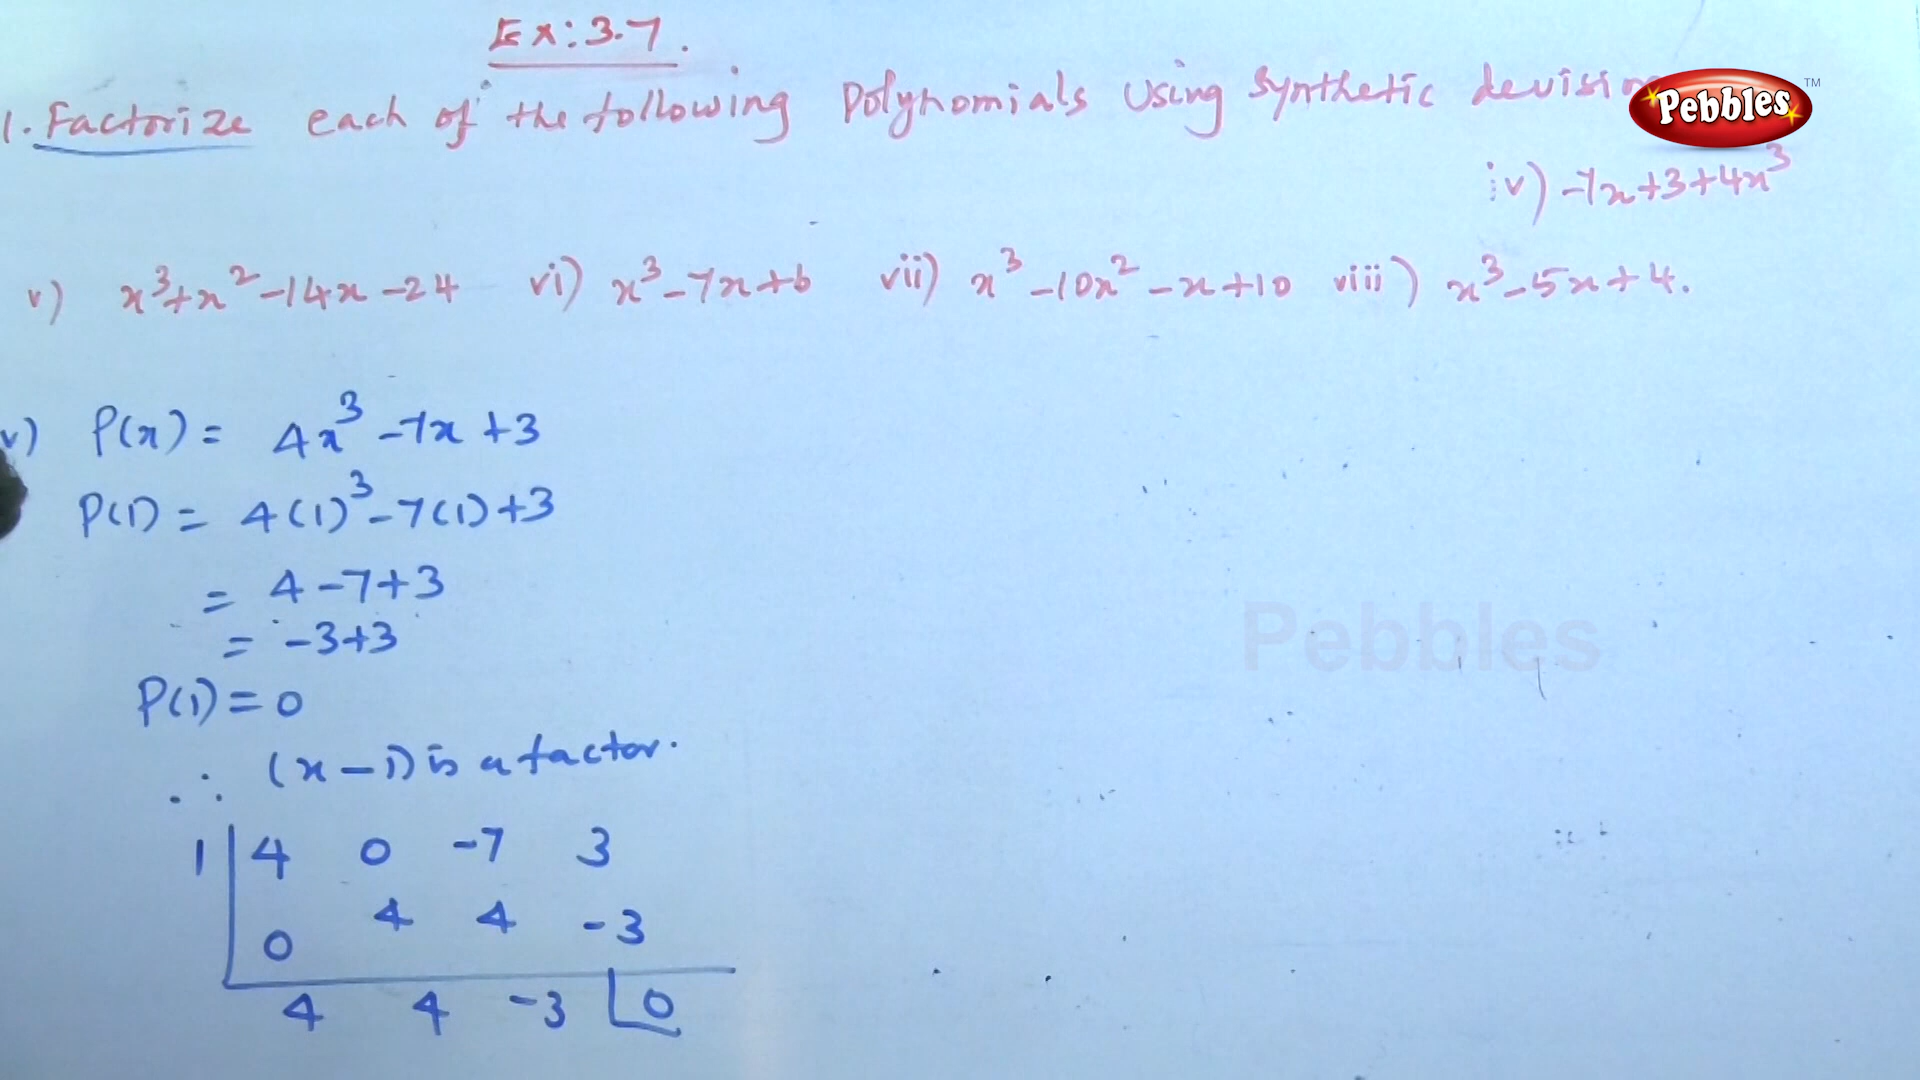 Ex: 3.7.
1. Factorize each of the following Polynomials using Synthetic
Pebbles TM
iv) -7x+3+4x³
v) x³+x²-14x-24 vi) x³-7x+6 vii) x³-10x²-x+10 viii) x³-5x+4.
v) P(x) = 4x³-7x+3
P(1) = 4(1)³-7(1)+3
= 4-7+3
= -3+3
Pebbles
P(1) = 0
∴ (x-1) is a factor.
1 | 4 0 -7 3
0 4 4 -3
4 4 -3 |0